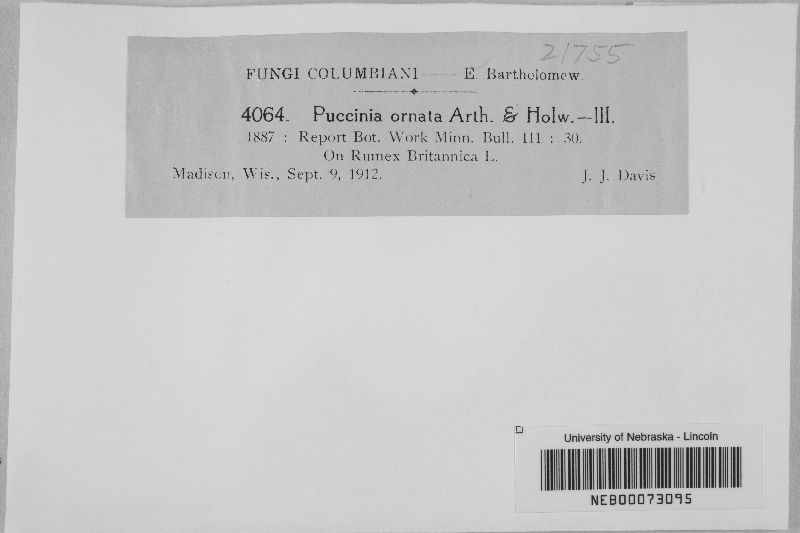 21755
FUNGI COLUMBIANI —— E. Bartholomew.
4064. Puccinia ornata Arth. & Holw.—III.
1887 : Report Bot. Work Minn. Bull. III : 30.
On Rumex Britannica L.
Madison, Wis., Sept. 9, 1912. J. J. Davis
University of Nebraska - Lincoln
NEB00073095